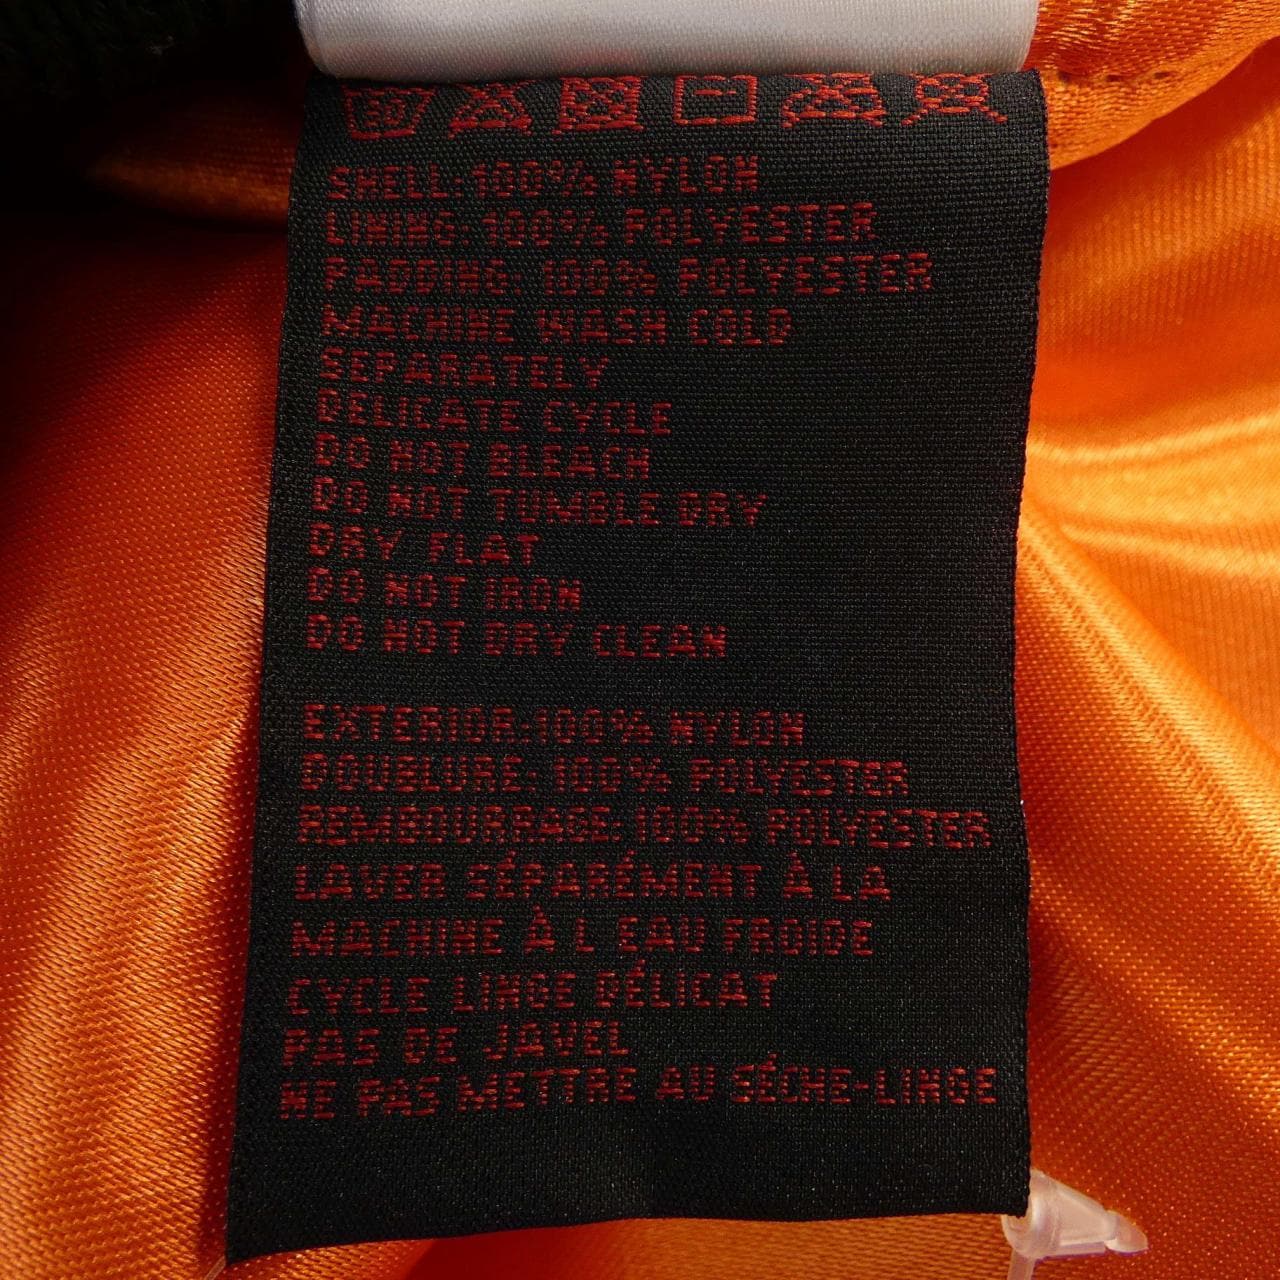 30
SHELL: 100% NYLON
LINING: 100% POLYESTER
PADDING: 100% POLYESTER
MACHINE WASH COLD
SEPARATELY
DELICATE CYCLE
DO NOT BLEACH
DO NOT TUMBLE DRY
DRY FLAT
DO NOT IRON
DO NOT DRY CLEAN
EXTERIOR:100% NYLON
DOUBLURE: 100% POLYESTER
REMBOURRAGE: 100% POLYESTER
LAVER SÉPARÉMENT À LA
MACHINE À L EAU FROIDE
CYCLE LINGE DÉLICAT
PAS DE JAVEL
NE PAS METTRE AU SÉCHE-LINGE